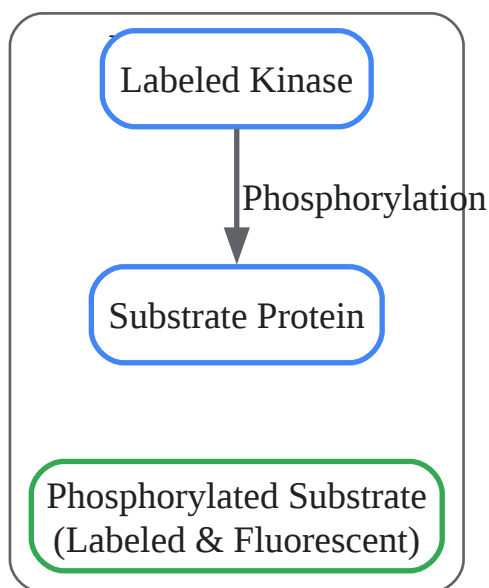 Labeled Kinase
Phosphorylation
Substrate Protein
Phosphorylated Substrate
(Labeled & Fluorescent)